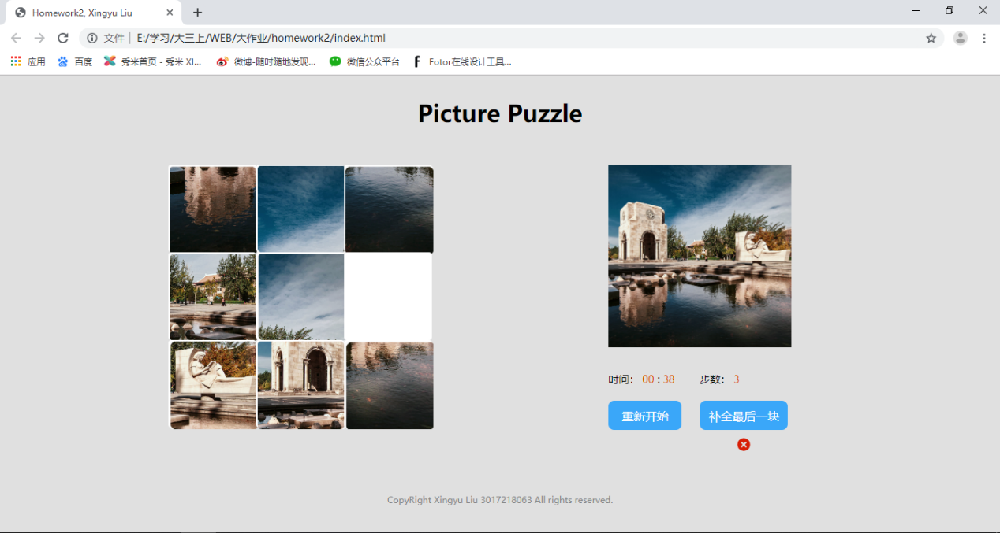 Homework2, Xingyu Liu
文件 E:/学习/大三上/WEB/大作业/homework2/index.html
应用 百度 秀米首页 - 秀米 XI... 微博-随时随地发现... 微信公众平台 Fotor在线设计工具...
Picture Puzzle
时间: 00 : 38 步数: 3
重新开始 补全最后一块
CopyRight Xingyu Liu 3017218063 All rights reserved.